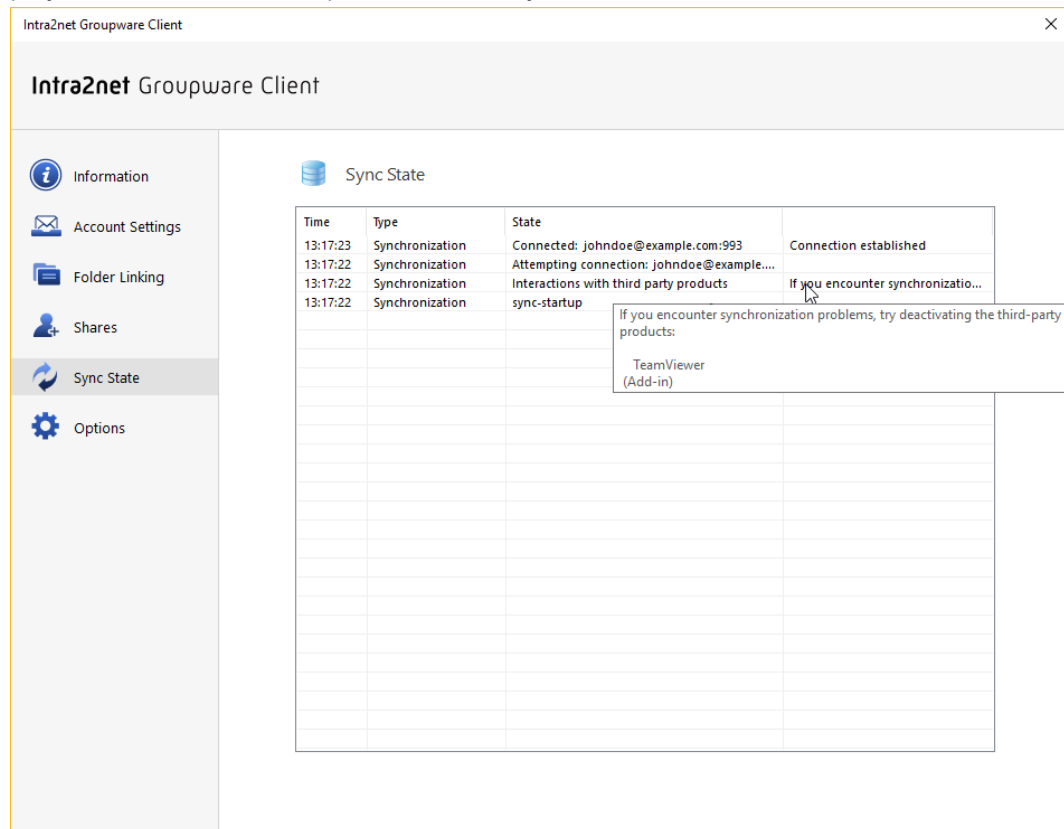 Intra2net Groupware Client
Intra2net Groupware Client
Information
Account Settings
Folder Linking
Shares
Sync State
Options
Sync State
Time Type State
13:17:23 Synchronization Connected: johndoe@example.com:993 Connection established
13:17:22 Synchronization Attempting connection: johndoe@example....
13:17:22 Synchronization Interactions with third party products If you encounter synchronizatio...
13:17:22 Synchronization sync-startup
If you encounter synchronization problems, try deactivating the third-party
products:
TeamViewer
(Add-in)